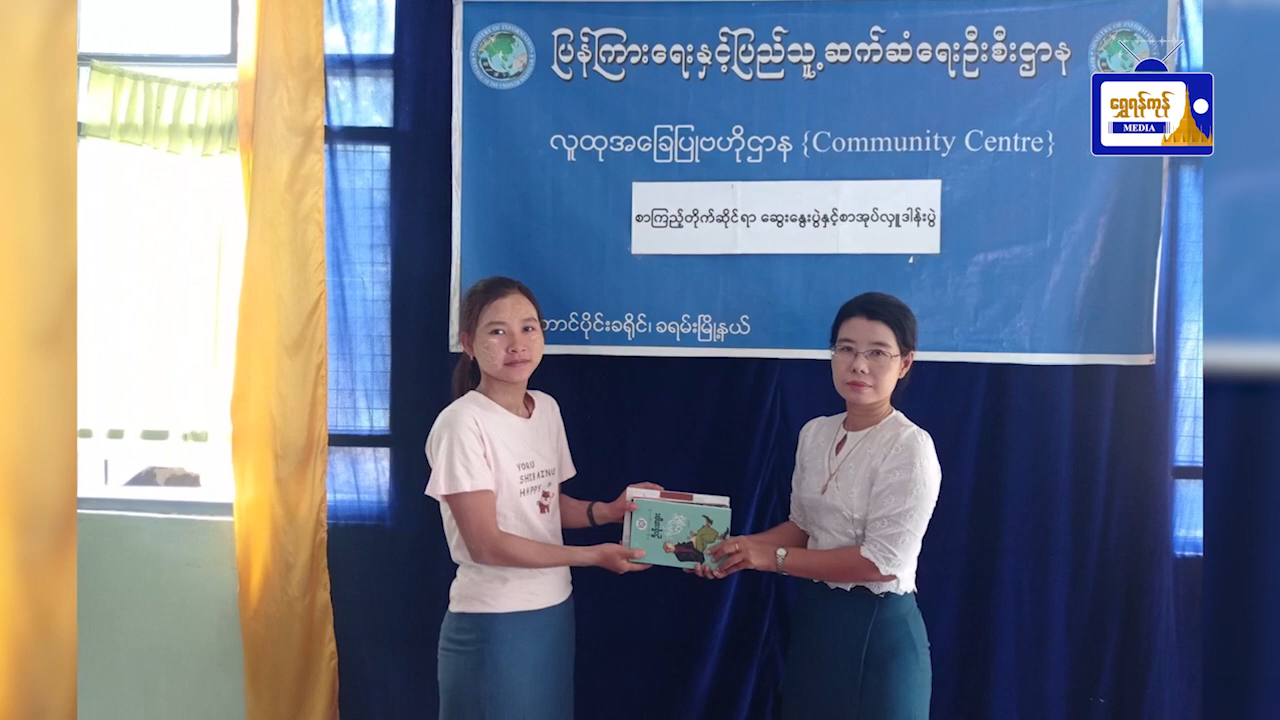 ပြန်ကြားရေးနှင့်ပြည်သူ့ဆက်ဆံရေးဦးစီးဌာန
လူထုအခြေပြုဗဟိုဌာန {Community Centre}
စာကြည့်တိုက်ဆိုင်ရာ ဆွေးနွေးပွဲနှင့်စာအုပ်လှူဒါန်းပွဲ
တောင်ပိုင်းခရိုင်၊ ခရမ်းမြို့နယ်
ရွှေရန်ကုန်
MEDIA
YOKU
SHIBAINU
HAPPY